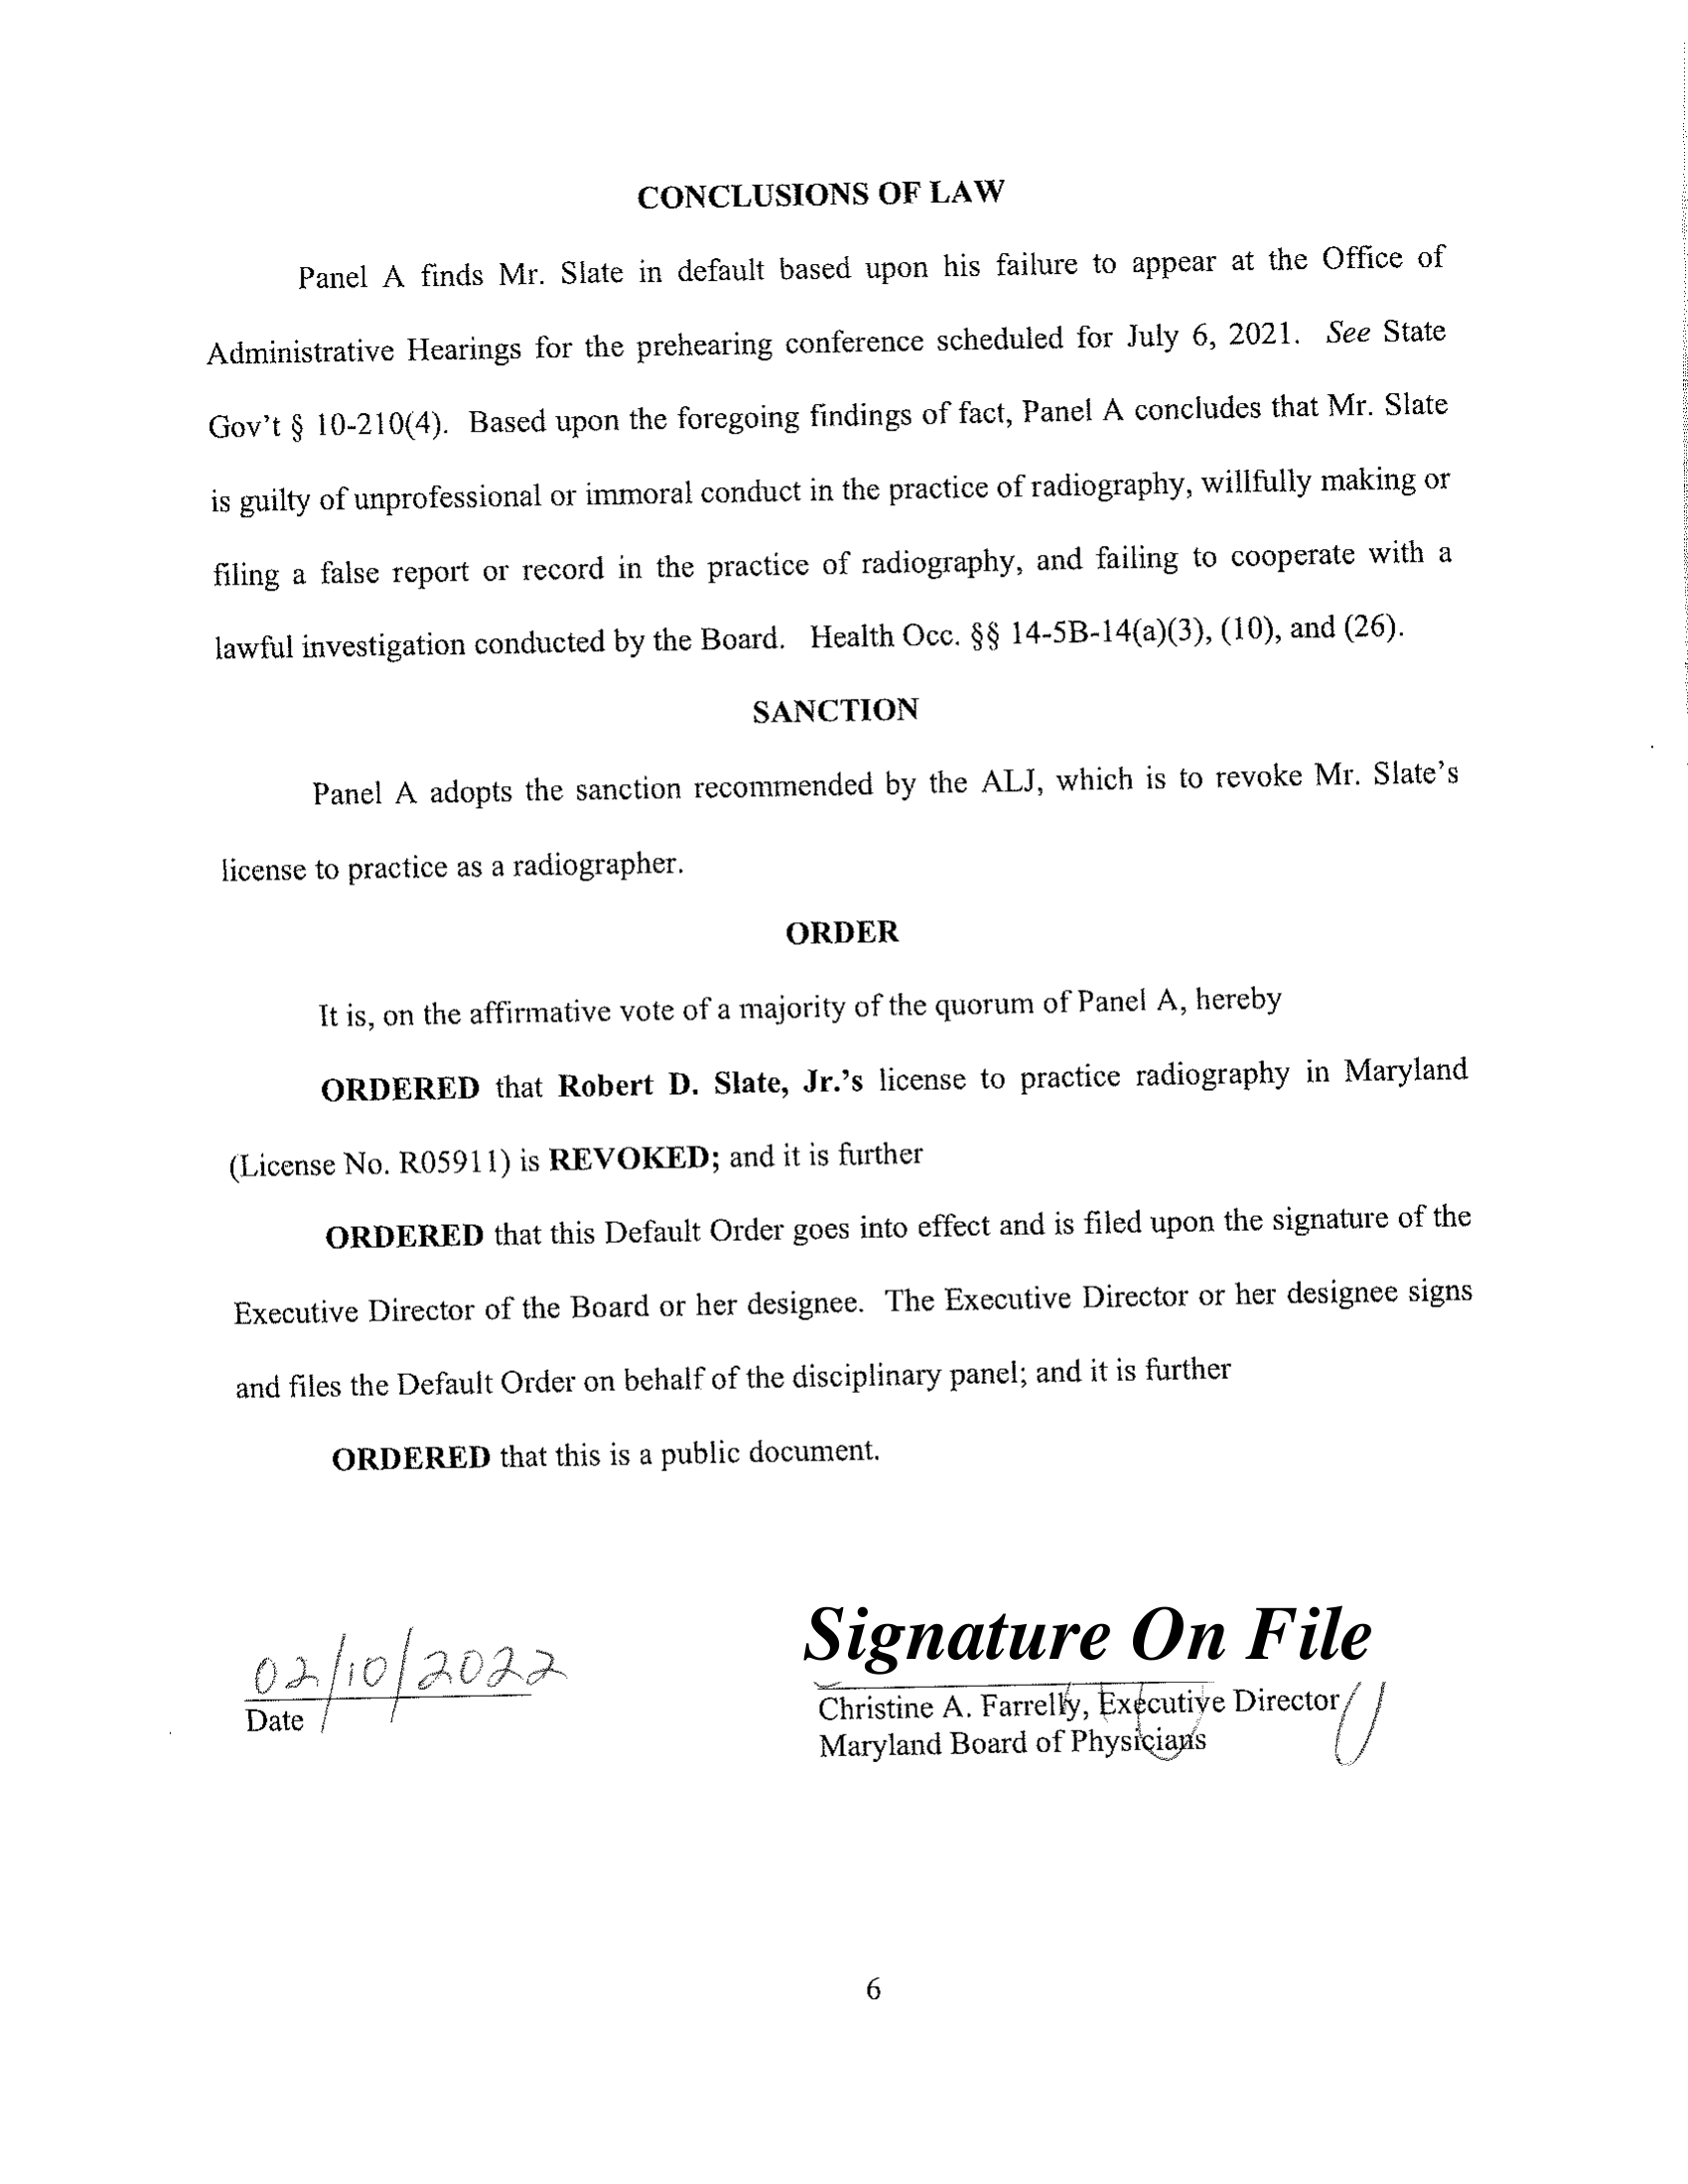 CONCLUSIONS OF LAW
Panel A finds Mr. Slate in default based upon his failure to appear at the Office of
Administrative Hearings for the prehearing conference scheduled for July 6, 2021. See State
Gov't § 10-210(4). Based upon the foregoing findings of fact, Panel A concludes that Mr. Slate
is guilty of unprofessional or immoral conduct in the practice of radiography, willfully making or
filing a false report or record in the practice of radiography, and failing to cooperate with a
lawful investigation conducted by the Board. Health Occ. §§ 14-5B-14(a)(3), (10), and (26).
SANCTION
Panel A adopts the sanction recommended by the ALJ, which is to revoke Mr. Slate's
license to practice as a radiographer.
ORDER
It is, on the affirmative vote of a majority of the quorum of Panel A, hereby
ORDERED that Robert D. Slate, Jr.'s license to practice radiography in Maryland
(License No. R05911) is REVOKED; and it is further
ORDERED that this Default Order goes into effect and is filed upon the signature of the
Executive Director of the Board or her designee. The Executive Director or her designee signs
and files the Default Order on behalf of the disciplinary panel; and it is further
ORDERED that this is a public document.
02/10/2022
Date
Signature On File
Christine A. Farrelly, Executive Director
Maryland Board of Physicians
6